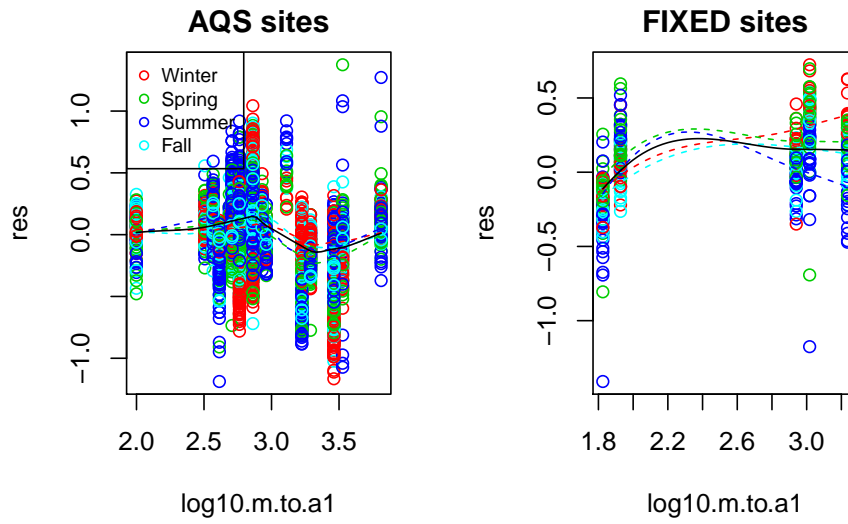 AQS sites
Winter
Spring
Summer
Fall
res
1.0
0.5
0.0
−1.0
2.0 2.5 3.0 3.5
log10.m.to.a1
FIXED sites
res
0.5
0.0
−0.5
−1.0
1.8 2.2 2.6 3.0
log10.m.to.a1